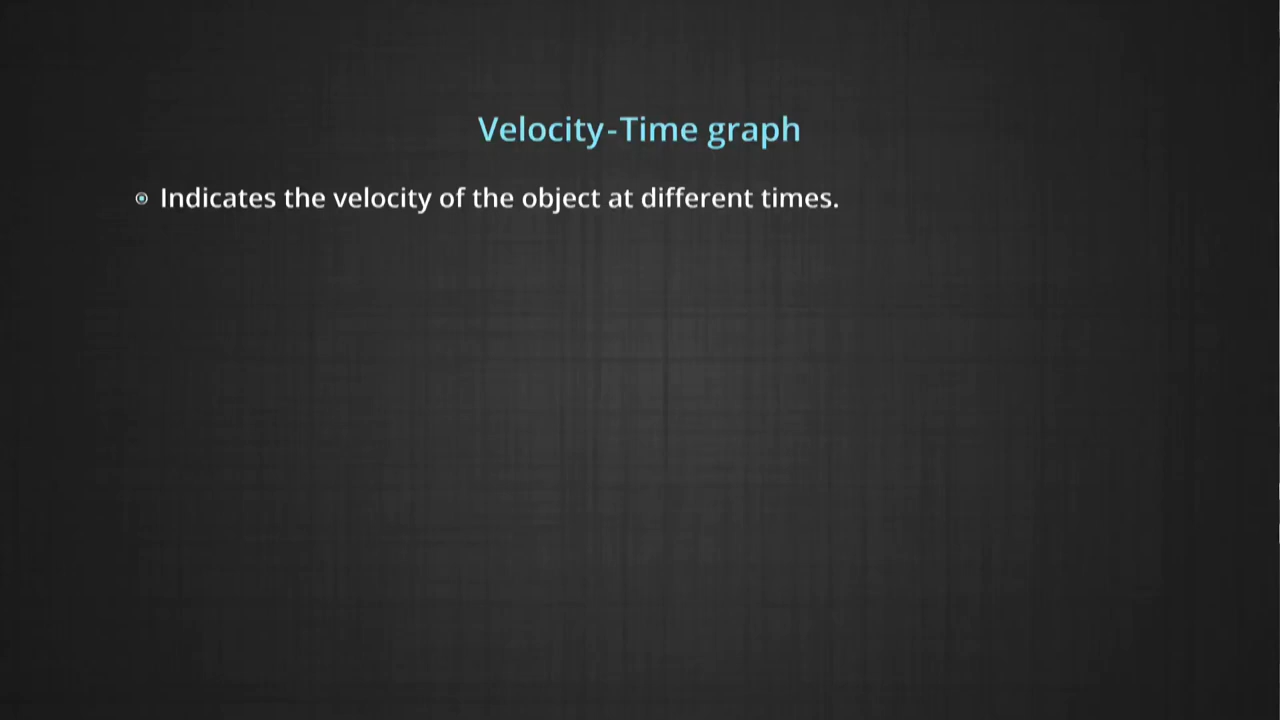 Velocity-Time graph
Indicates the velocity of the object at different times.